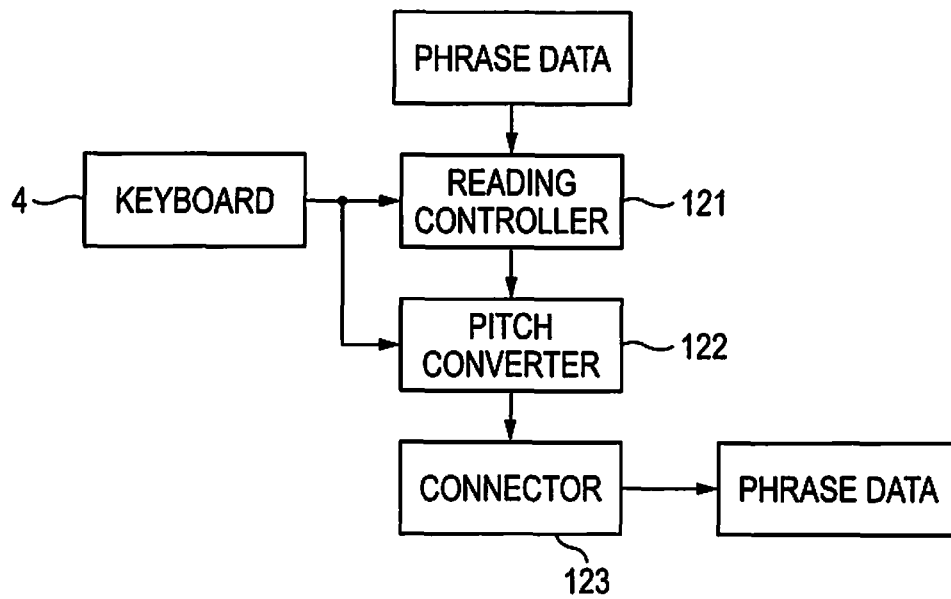 PHRASE DATA
4
KEYBOARD
READING
CONTROLLER
121
PITCH
CONVERTER
122
CONNECTOR
PHRASE DATA
123